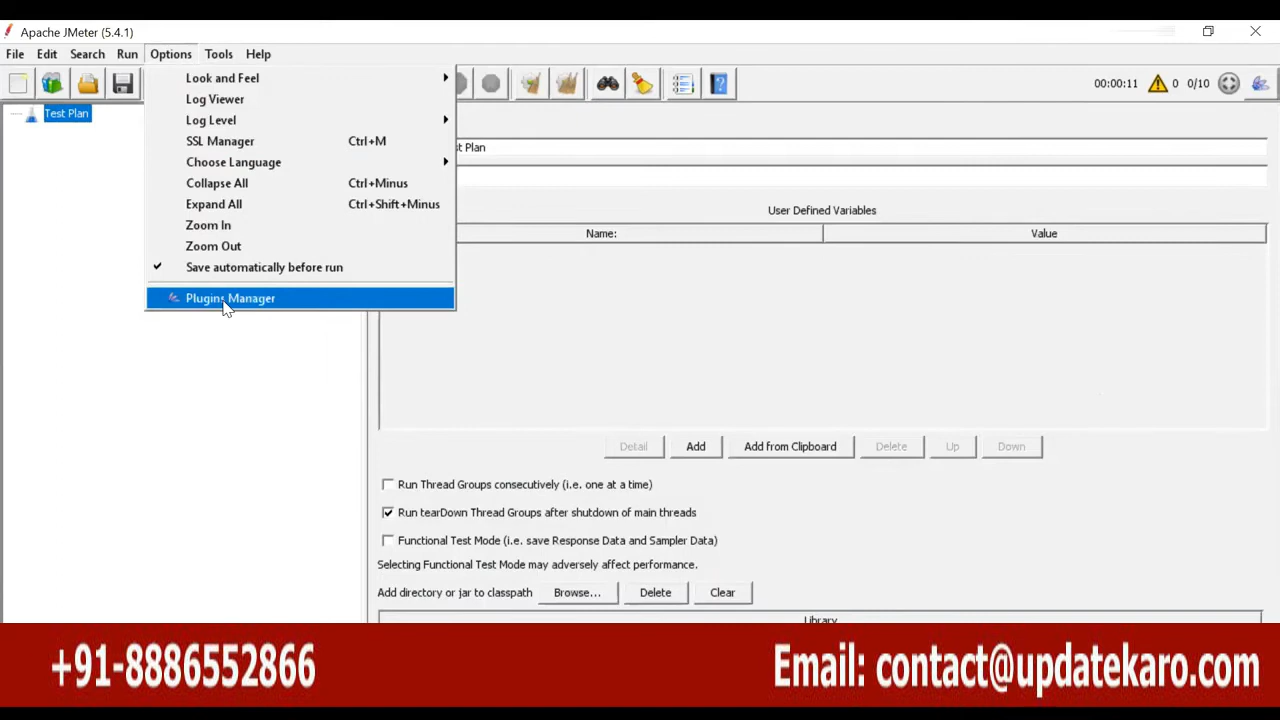 Apache JMeter (5.4.1)
File Edit Search Run Options Tools Help
00:00:11 0 0/10
Test Plan
Look and Feel
Log Viewer
Log Level
SSL Manager Ctrl+M
Choose Language
Collapse All Ctrl+Minus
Expand All Ctrl+Shift+Minus
Zoom In
Zoom Out
Save automatically before run
Plugins Manager
st Plan
User Defined Variables
Name: Value
Detail Add Add from Clipboard Delete Up Down
Run Thread Groups consecutively (i.e. one at a time)
Run tearDown Thread Groups after shutdown of main threads
Functional Test Mode (i.e. save Response Data and Sampler Data)
Selecting Functional Test Mode may adversely affect performance.
Add directory or jar to classpath Browse... Delete Clear
Library
+91-8886552866 Email: contact@updatekaro.com